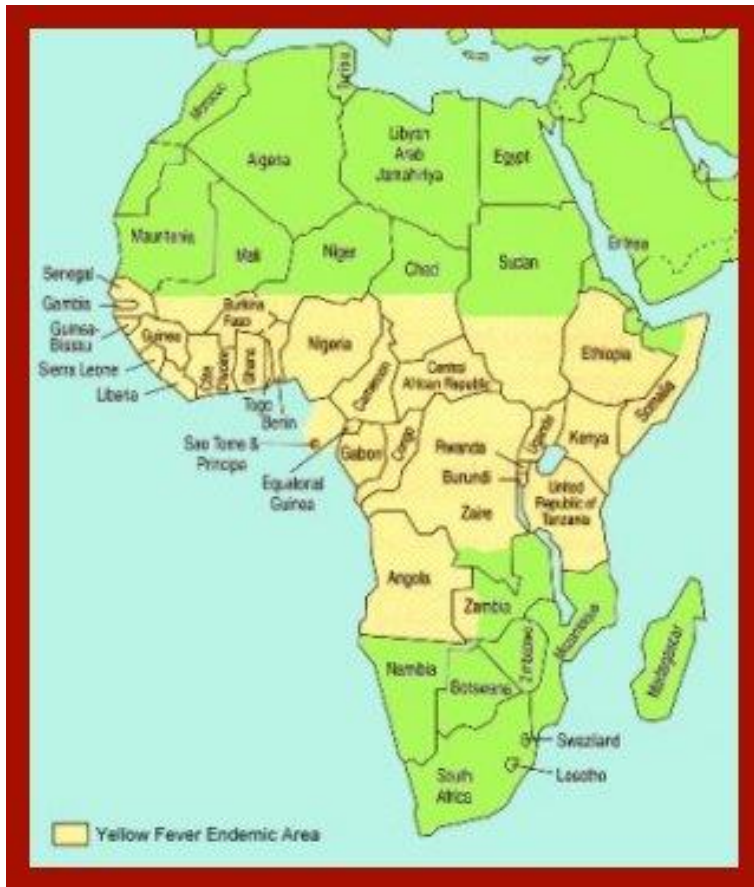 Tunisia
Morocco
Algeria
Libyan
Arab
Jamahiriya
Egypt
Mauritania
Mali
Niger
Chad
Sudan
Eritrea
Senegal
Gambia
Guinea-
Bissau
Guinea
Sierra Leone
Liberia
Burkina
Faso
Côte
D'Ivoire
Ghana
Togo
Benin
Nigeria
Cameroon
Central
African Republic
Ethiopia
Somalia
Sao Tome &
Principe
Equatorial
Guinea
Gabon
Congo
Rwanda
Burundi
Zaire
Uganda
Kenya
United
Republic of
Tanzania
Angola
Zambia
Mozambique
Zimbabwe
Madagascar
Namibia
Botswana
Swaziland
Losotho
South
Africa
Yellow Fever Endemic Area